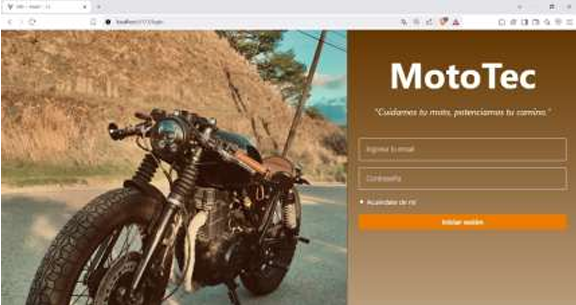 MotoTec
"Cuidamos tu moto, potenciamos tu camino."
Ingrese tu email
Contraseña
Acuérdate de mí
Iniciar sesión